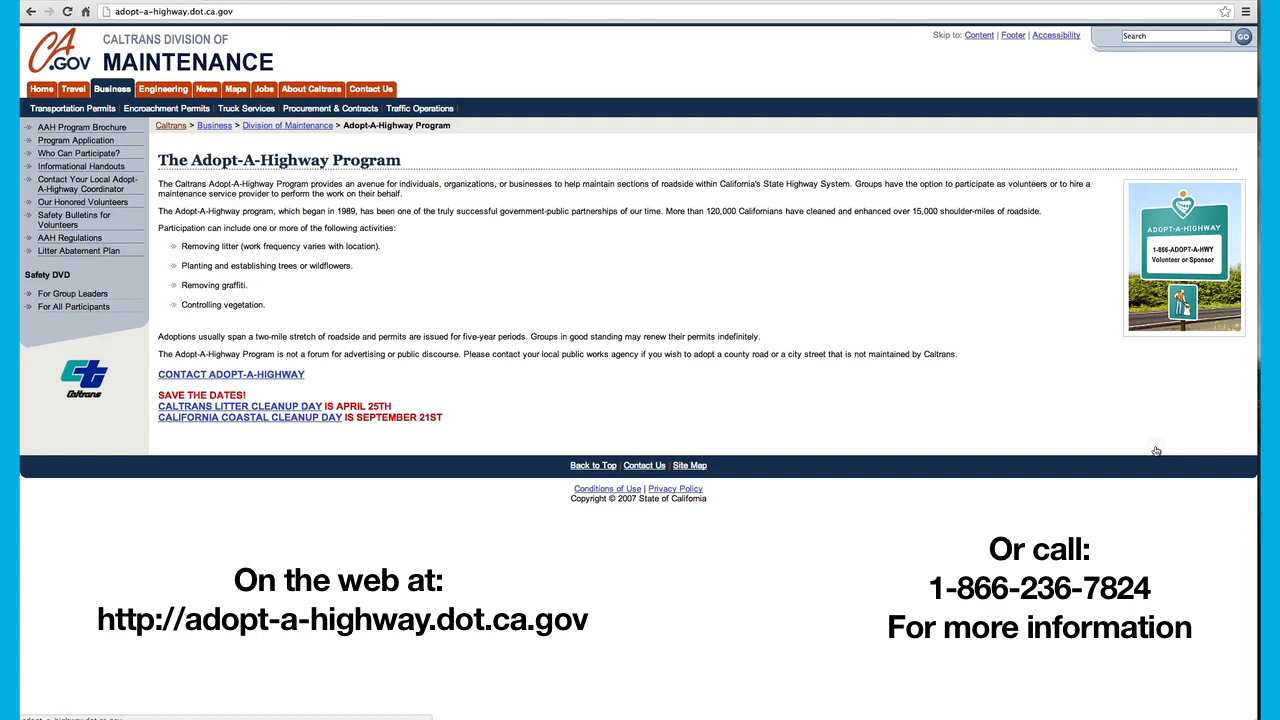 adopt-a-highway.dot.ca.gov
CA.GOV
CALTRANS DIVISION OF
MAINTENANCE
Skip to: Content | Footer | Accessibility
Search
GO
Home Travel Business Engineering News Maps Jobs About Caltrans Contact Us
Transportation Permits | Encroachment Permits | Truck Services | Procurement & Contracts | Traffic Operations |
AAH Program Brochure
Program Application
Who Can Participate?
Informational Handouts
Contact Your Local Adopt-
A-Highway Coordinator
Our Honored Volunteers
Safety Bulletins for
Volunteers
AAH Regulations
Litter Abatement Plan
Safety DVD
For Group Leaders
For All Participants
Caltrans
Caltrans > Business > Division of Maintenance > Adopt-A-Highway Program
The Adopt-A-Highway Program
The Caltrans Adopt-A-Highway Program provides an avenue for individuals, organizations, or businesses to help maintain sections of roadside within California's State Highway System. Groups have the option to participate as volunteers or to hire a
maintenance service provider to perform the work on their behalf.
The Adopt-A-Highway program, which began in 1989, has been one of the truly successful government-public partnerships of our time. More than 120,000 Californians have cleaned and enhanced over 15,000 shoulder-miles of roadside.
Participation can include one or more of the following activities:
Removing litter (work frequency varies with location).
Planting and establishing trees or wildflowers.
Removing graffiti.
Controlling vegetation.
Adoptions usually span a two-mile stretch of roadside and permits are issued for five-year periods. Groups in good standing may renew their permits indefinitely.
The Adopt-A-Highway Program is not a forum for advertising or public discourse. Please contact your local public works agency if you wish to adopt a county road or a city street that is not maintained by Caltrans.
CONTACT ADOPT-A-HIGHWAY
SAVE THE DATES!
CALTRANS LITTER CLEANUP DAY IS APRIL 25TH
CALIFORNIA COASTAL CLEANUP DAY IS SEPTEMBER 21ST
ADOPT-A-HIGHWAY
1-866-ADOPT-A-HWY
Volunteer or Sponsor
Back to Top | Contact Us | Site Map
Conditions of Use | Privacy Policy
Copyright © 2007 State of California
On the web at:
http://adopt-a-highway.dot.ca.gov
Or call:
1-866-236-7824
For more information